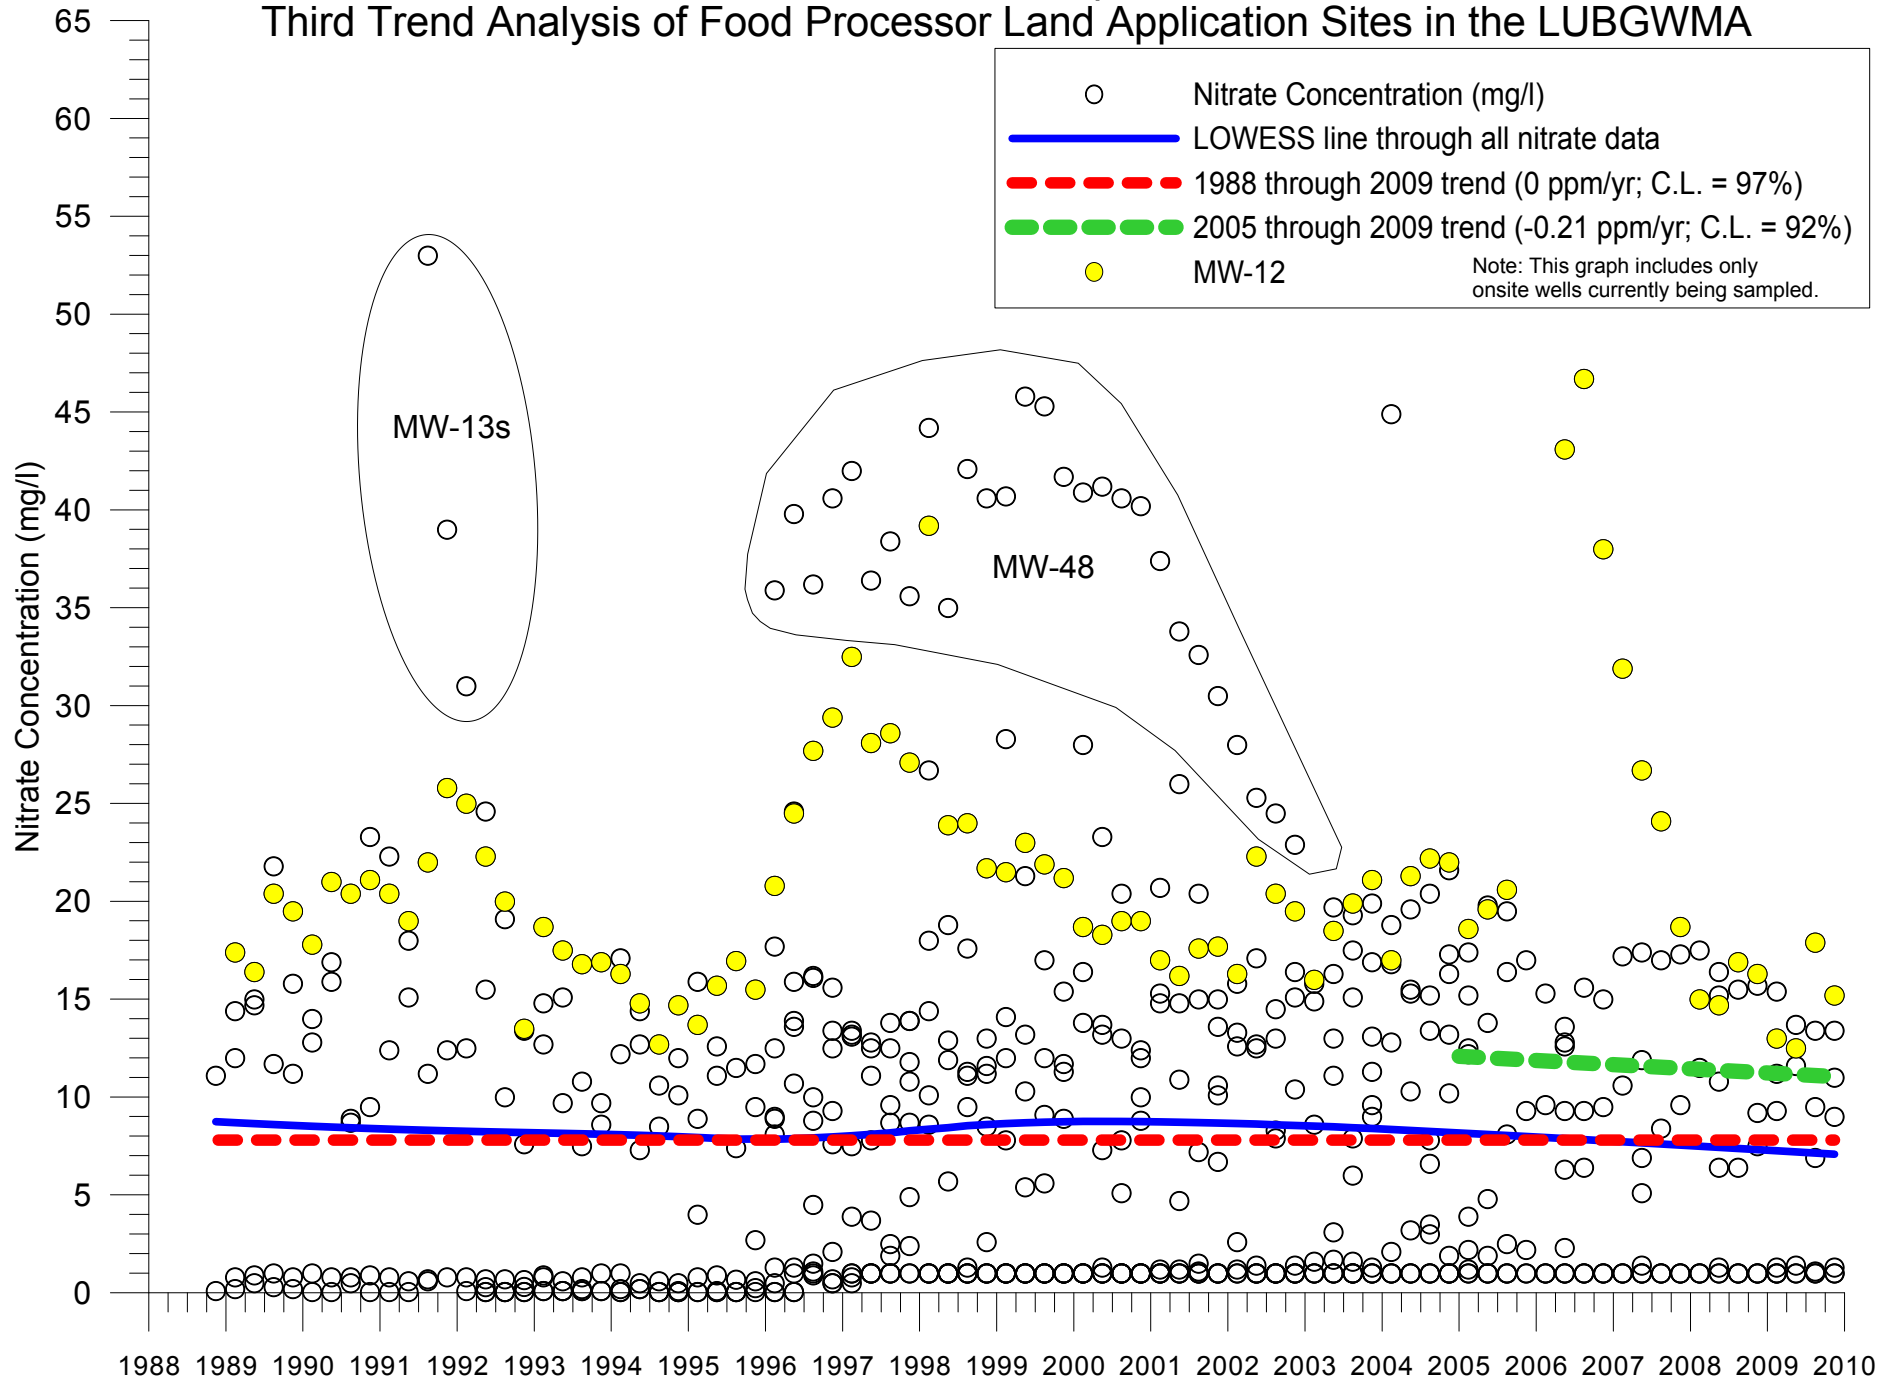 Third Trend Analysis of Food Processor Land Application Sites in the LUBGWMA
Nitrate Concentration (mg/l)
LOWESS line through all nitrate data
1988 through 2009 trend (0 ppm/yr; C.L. = 97%)
2005 through 2009 trend (-0.21 ppm/yr; C.L. = 92%)
MW-12
Note: This graph includes only
onsite wells currently being sampled.
MW-13s
MW-48
Nitrate Concentration (mg/l)
65
60
55
50
45
40
35
30
25
20
15
10
5
0
1988 1989 1990 1991 1992 1993 1994 1995 1996 1997 1998 1999 2000 2001 2002 2003 2004 2005 2006 2007 2008 2009 2010